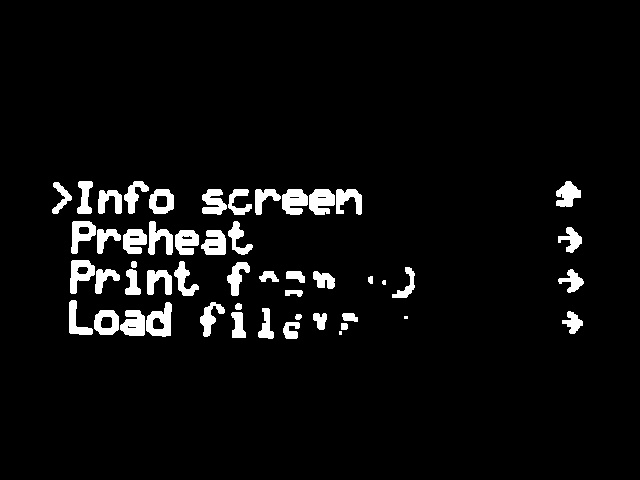 >Info screen ↑
Preheat →
Print →
Load →